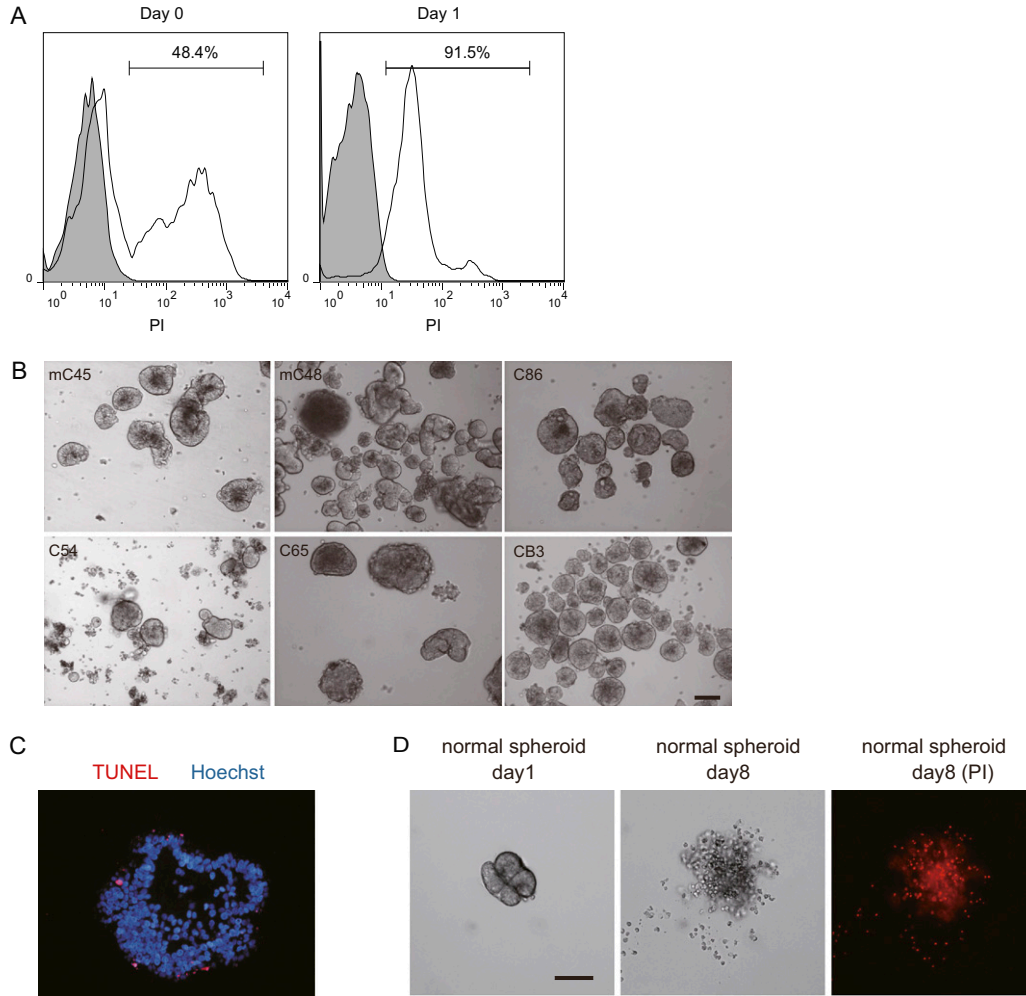 A
Day 0
Day 1
48.4%
91.5%
0
0
10^0 10^1 10^2 10^3 10^4
10^0 10^1 10^2 10^3 10^4
PI
PI
B
mC45
mC48
C86
C54
C65
CB3
C
TUNEL Hoechst
D
normal spheroid
day1
normal spheroid
day8
normal spheroid
day8 (PI)